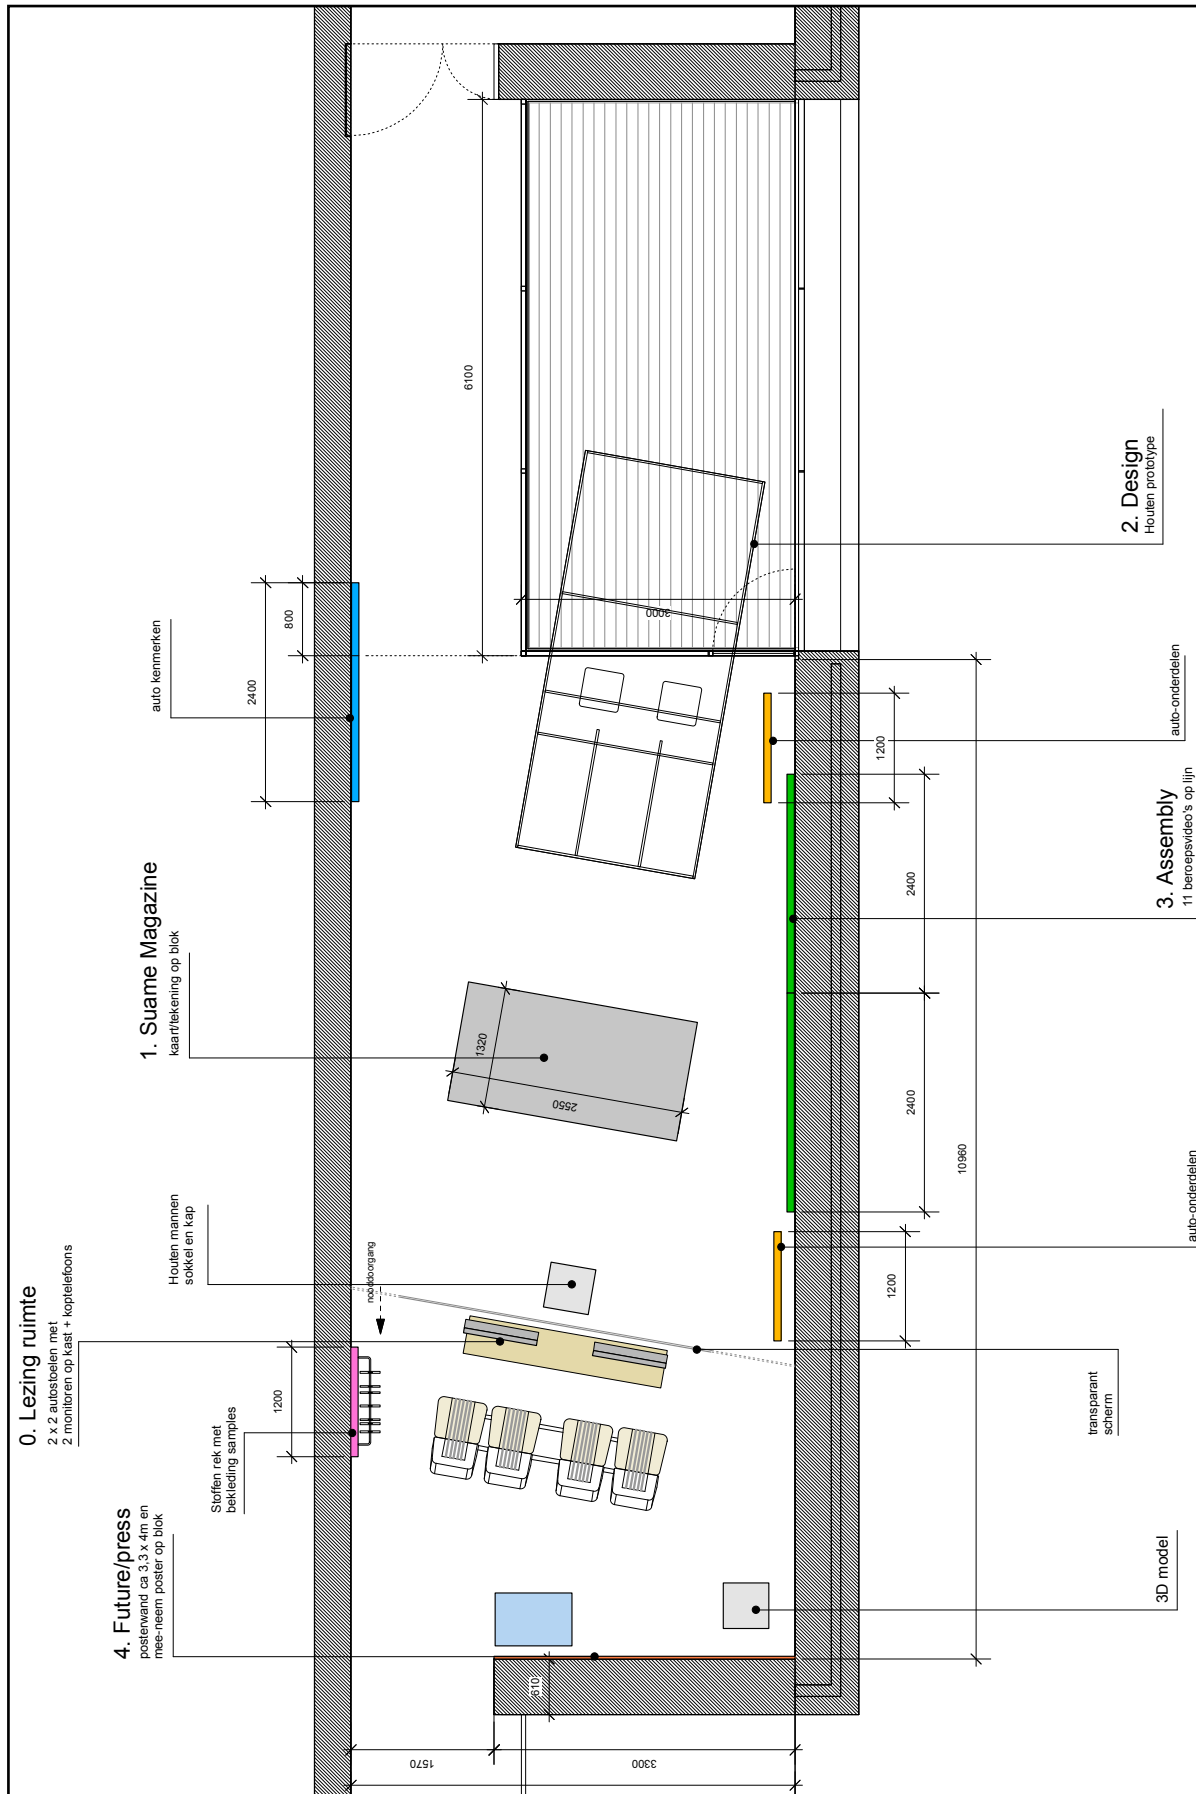 0. Lezing ruimte
2 x 2 autostoelen met
2 monitoren op kast + koptelefoons
4. Future/press
posterwand ca 3,3 x 4m en
mee-neem poster op blok
Stoffen rek met
bekleding samples
Houten mannen
sokkel en kap
1. Suame Magazine
kaart/tekening op blok
auto kenmerken
nooddoorgang
2400
800
6100
3000
1200
1320
2550
1200
2400
2400
1200
10960
610
1570
3300
2. Design
Houten prototype
auto-onderdelen
3. Assembly
11 beroepsvideo's op lijn
auto-onderdelen
transparant
scherm
3D model